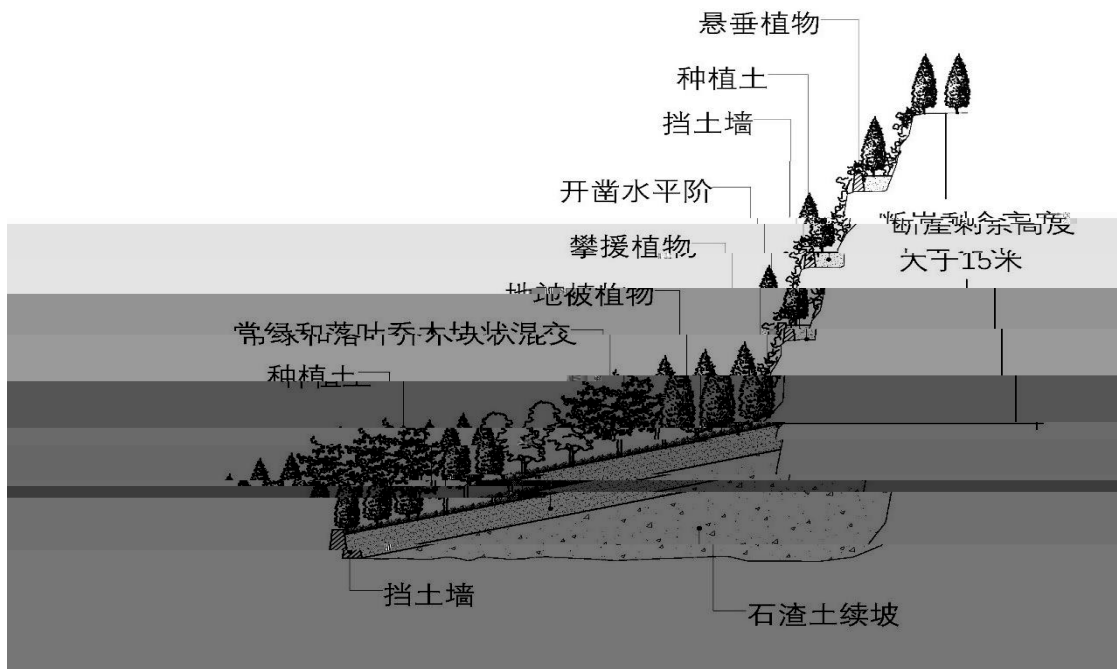 悬垂植物
种植土
挡土墙
开凿水平阶
断崖剩余高度
大于15米
攀援植物
地被植物
常绿和落叶乔木块状混交
种植土
挡土墙
石渣土续坡